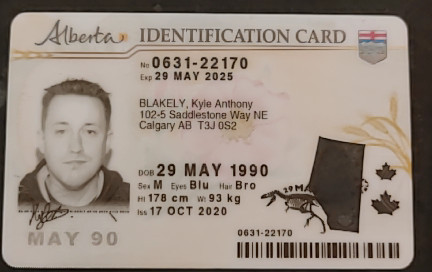 Alberta IDENTIFICATION CARD
No 0631-22170
Exp 29 MAY 2025
BLAKELY, Kyle Anthony
102-5 Saddlestone Way NE
Calgary AB T3J 0S2
DOB 29 MAY 1990
Sex M Eyes Blu Hair Bro
Ht 178 cm Wt 93 kg
Iss 17 OCT 2020
29 MA
MAY 90
0631-22170